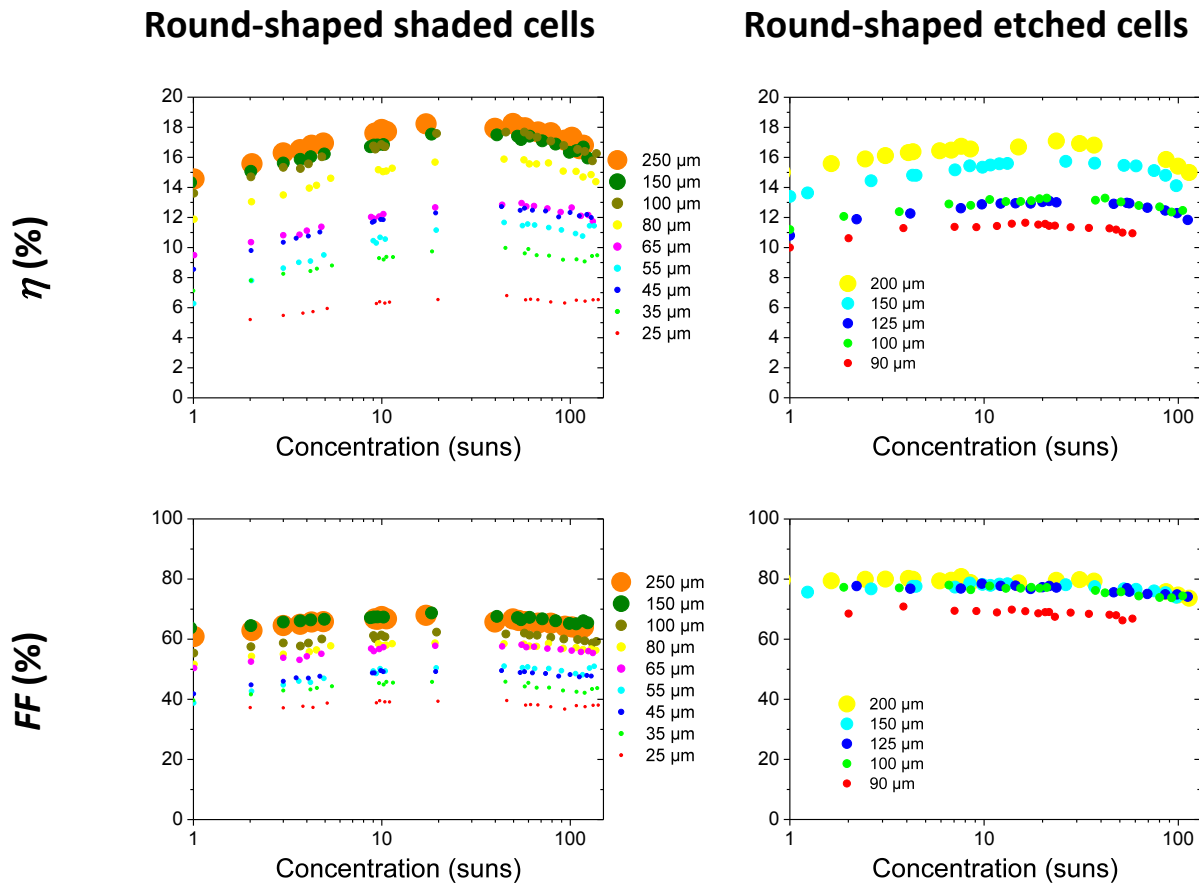 Round-shaped shaded cells
Round-shaped etched cells
η (%)
20
18
16
14
12
10
8
6
4
2
0
1
10
100
Concentration (suns)
250 µm
150 µm
100 µm
80 µm
65 µm
55 µm
45 µm
35 µm
25 µm
20
18
16
14
12
10
8
6
4
2
0
1
10
100
Concentration (suns)
200 µm
150 µm
125 µm
100 µm
90 µm
FF (%)
100
80
60
40
20
0
1
10
100
Concentration (suns)
250 µm
150 µm
100 µm
80 µm
65 µm
55 µm
45 µm
35 µm
25 µm
100
80
60
40
20
0
1
10
100
Concentration (suns)
200 µm
150 µm
125 µm
100 µm
90 µm